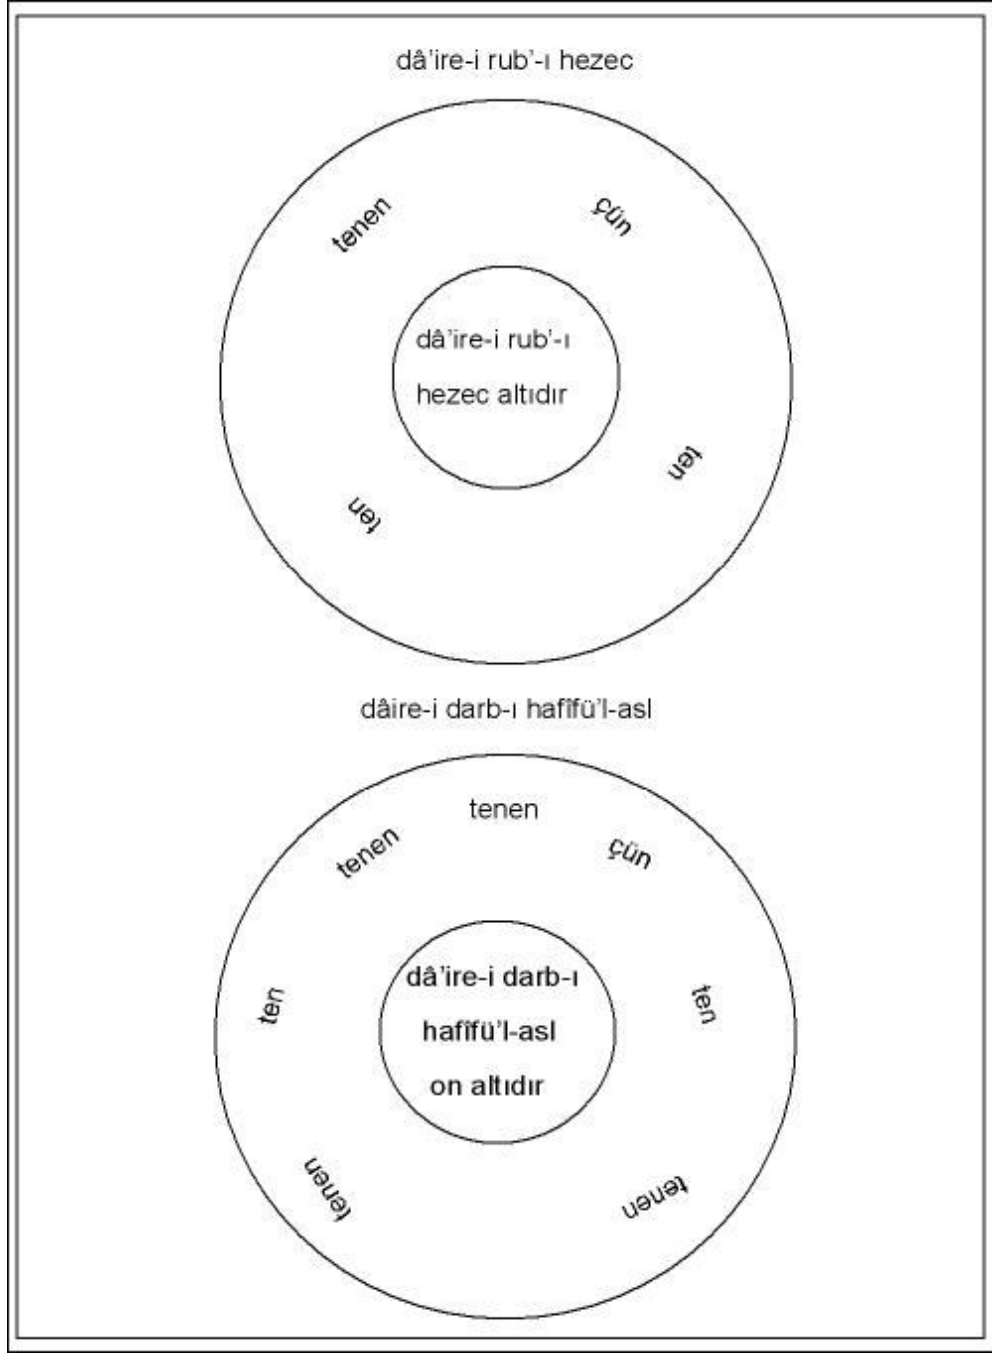 dâ'ire-i rub'-ı hezec
tenen
çün
dâ'ire-i rub'-ı
hezec altıdır
ten
ten
dâire-i darb-ı hafîfü'l-asl
tenen
tenen
çün
dâ'ire-i darb-ı
hafîfü'l-asl
on altıdır
ten
ten
tenen
tenen